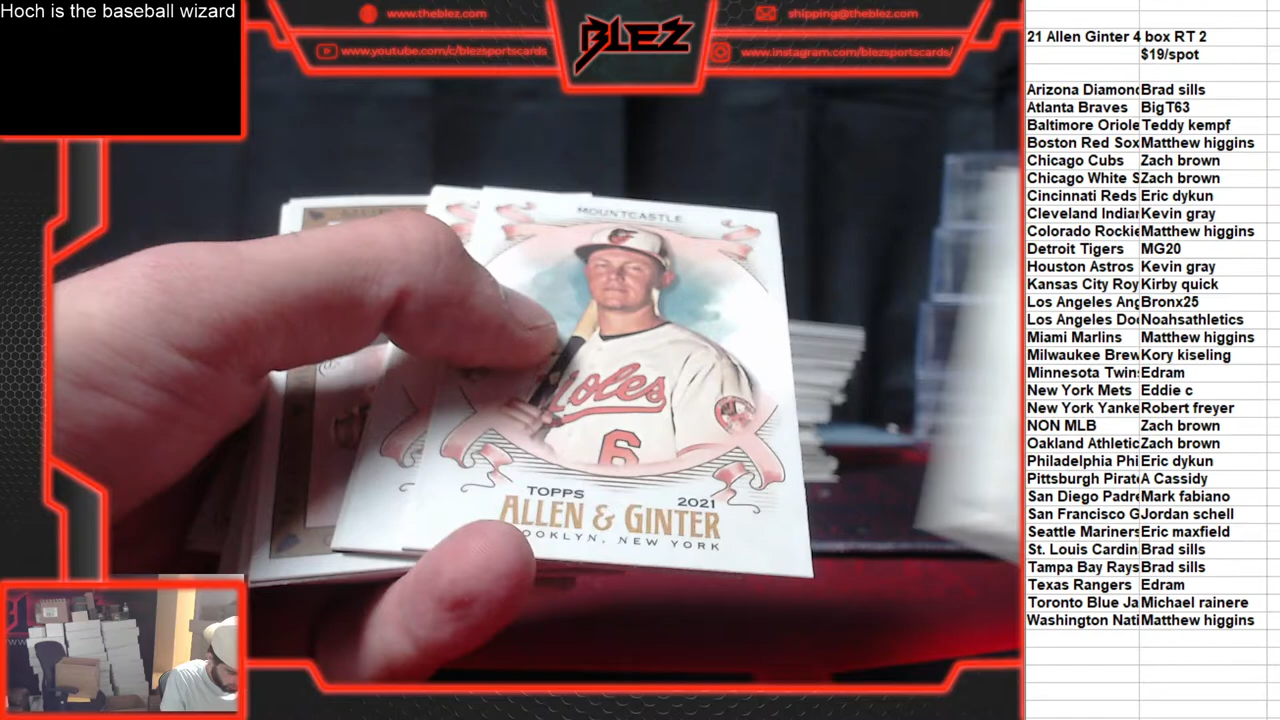 Hoch is the baseball wizard
www.theblez.com
shipping@theblez.com
www.youtube.com/c/blezsportscards
www.instagram.com/blezsportscards/
BLEZ
21 Allen Ginter 4 box RT 2
$19/spot
Arizona Diamond Brad sills
Atlanta Braves BigT63
Baltimore Oriole Teddy kempf
Boston Red Sox Matthew higgins
Chicago Cubs Zach brown
Chicago White S Zach brown
Cincinnati Reds Eric dykun
Cleveland Indian Kevin gray
Colorado Rockie Matthew higgins
Detroit Tigers MG20
Houston Astros Kevin gray
Kansas City Roy Kirby quick
Los Angeles Ang Bronx25
Los Angeles Do Noahsathletics
Miami Marlins Matthew higgins
Milwaukee Brew Kory kiseling
Minnesota Twins Edram
New York Mets Eddie c
New York Yanke Robert freyer
NON MLB Zach brown
Oakland Athletic Zach brown
Philadelphia Phi Eric dykun
Pittsburgh Pirat A Cassidy
San Diego Padre Mark fabiano
San Francisco G Jordan schell
Seattle Mariners Eric maxfield
St. Louis Cardin Brad sills
Tampa Bay Rays Brad sills
Texas Rangers Edram
Toronto Blue Ja Michael rainere
Washington Nati Matthew higgins
MOUNTCASTLE
oles
6
TOPPS 2021
ALLEN & GINTER
OOKLYN, NEW YORK